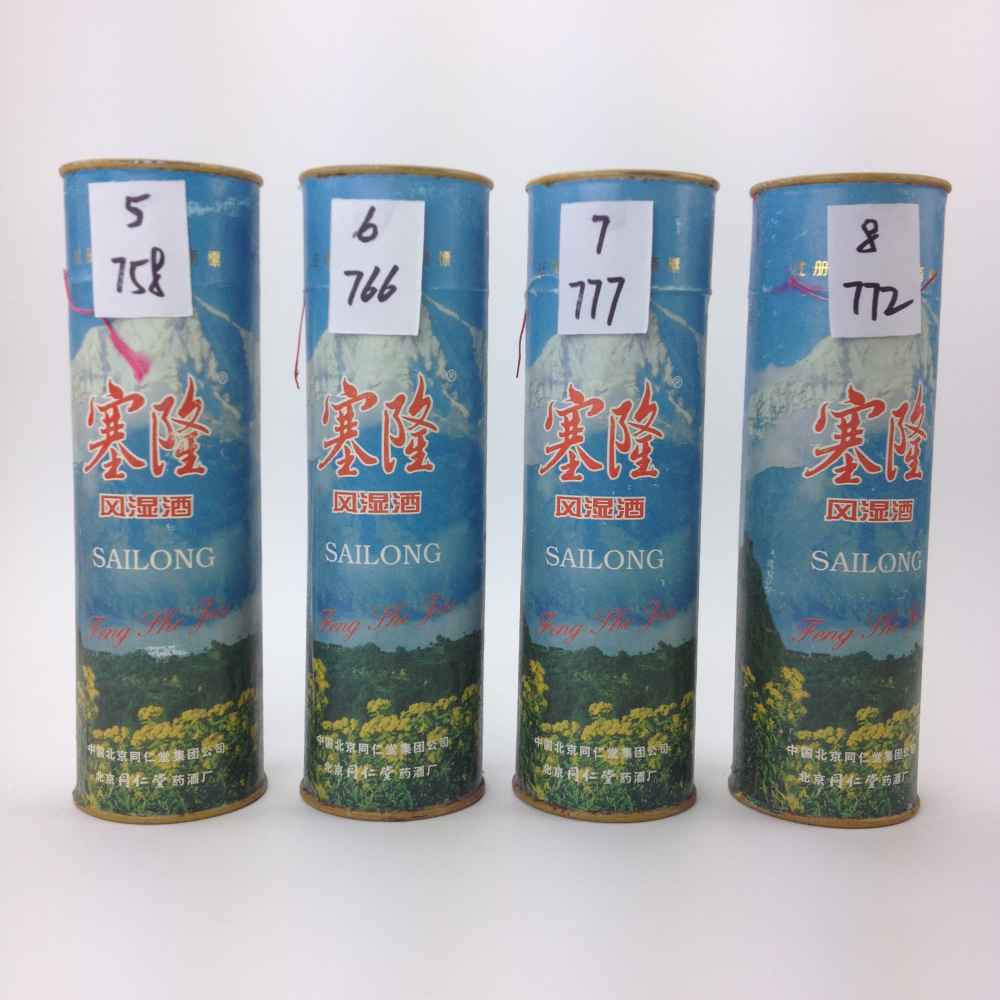 5
758
标
塞隆®
风湿酒
SAILONG
Feng Shi Jiu
中国北京同仁堂集团公司
北京同仁堂药酒厂
6
766
标
塞隆®
风湿酒
SAILONG
Feng Shi Jiu
中国北京同仁堂集团公司
北京同仁堂药酒厂
7
777
塞隆®
风湿酒
SAILONG
Feng Shi Jiu
中国北京同仁堂集团公司
北京同仁堂药酒厂
8
772
注册
塞隆
风湿酒
SAILONG
Feng Shi
中国北京同仁堂集团公司
北京同仁堂药酒厂